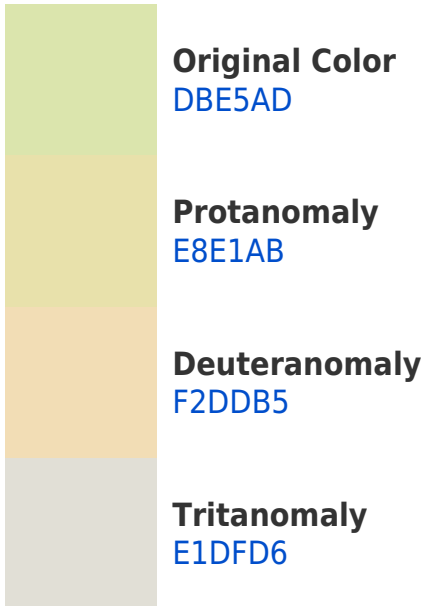 Original Color
DBE5AD
Protanomaly
E8E1AB
Deuteranomaly
F2DDB5
Tritanomaly
E1DFD6